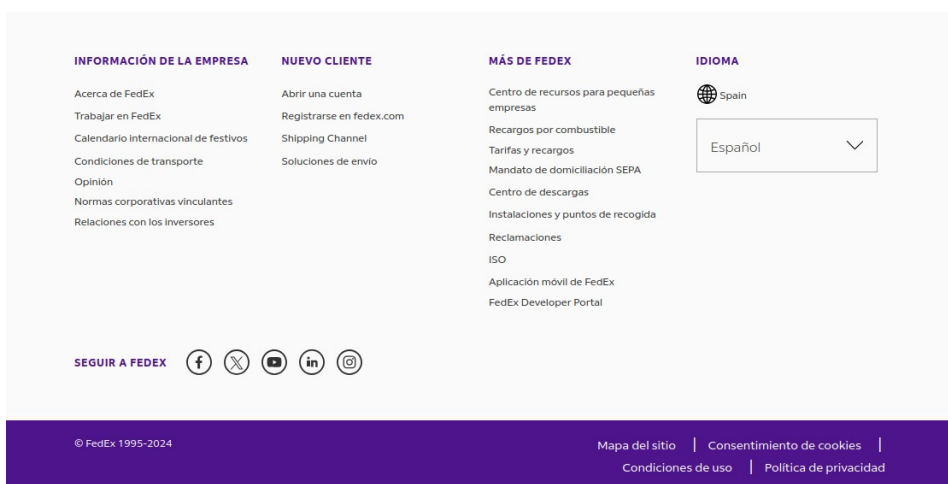 INFORMACIÓN DE LA EMPRESA
Acerca de FedEx
Trabajar en FedEx
Calendario internacional de festivos
Condiciones de transporte
Opinión
Normas corporativas vinculantes
Relaciones con los inversores
NUEVO CLIENTE
Abrir una cuenta
Registrarse en fedex.com
Shipping Channel
Soluciones de envío
MÁS DE FEDEX
Centro de recursos para pequeñas
empresas
Recargos por combustible
Tarifas y recargos
Mandato de domiciliación SEPA
Centro de descargas
Instalaciones y puntos de recogida
Reclamaciones
ISO
Aplicación móvil de FedEx
FedEx Developer Portal
IDIOMA
Spain
Español
SEGUIR A FEDEX
© FedEx 1995-2024
Mapa del sitio | Consentimiento de cookies |
Condiciones de uso | Política de privacidad